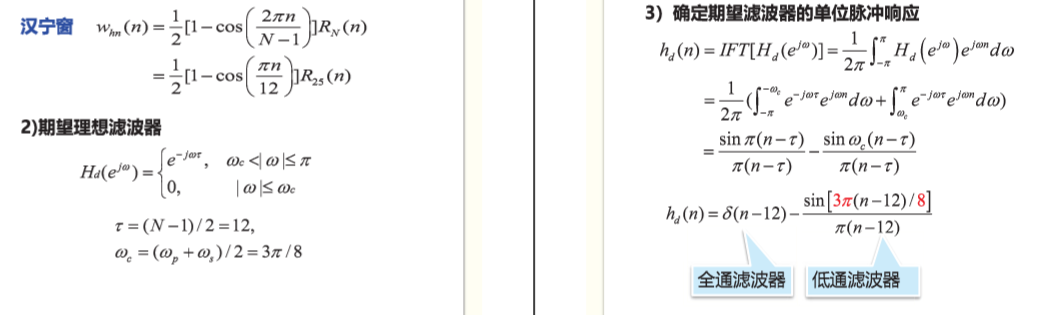 汉宁窗 w_hn(n) = 1/2 [1 − cos(2πn/(N−1))]R_N(n)
= 1/2 [1 − cos(πn/12)]R_25(n)
2)期望理想滤波器
H_d(e^{jω}) = { e^{−jωτ}, ω_c <| ω |≤ π
0, | ω |≤ ω_c
τ = (N −1)/2 = 12,
ω_c = (ω_p + ω_s)/2 = 3π/8
3）确定期望滤波器的单位脉冲响应
h_d(n) = IFT[H_d(e^{jω})] = 1/2π ∫_{−π}^{π} H_d(e^{jω})e^{jωn}dω
= 1/2π (∫_{−π}^{−ω_c} e^{−jωτ}e^{jωn}dω + ∫_{ω_c}^{π} e^{−jωτ}e^{jωn}dω)
= sin π(n−τ)/π(n−τ) − sin ω_c(n−τ)/π(n−τ)
h_d(n) = δ(n−12) − sin[3π(n−12)/8]/π(n−12)
全通滤波器 低通滤波器